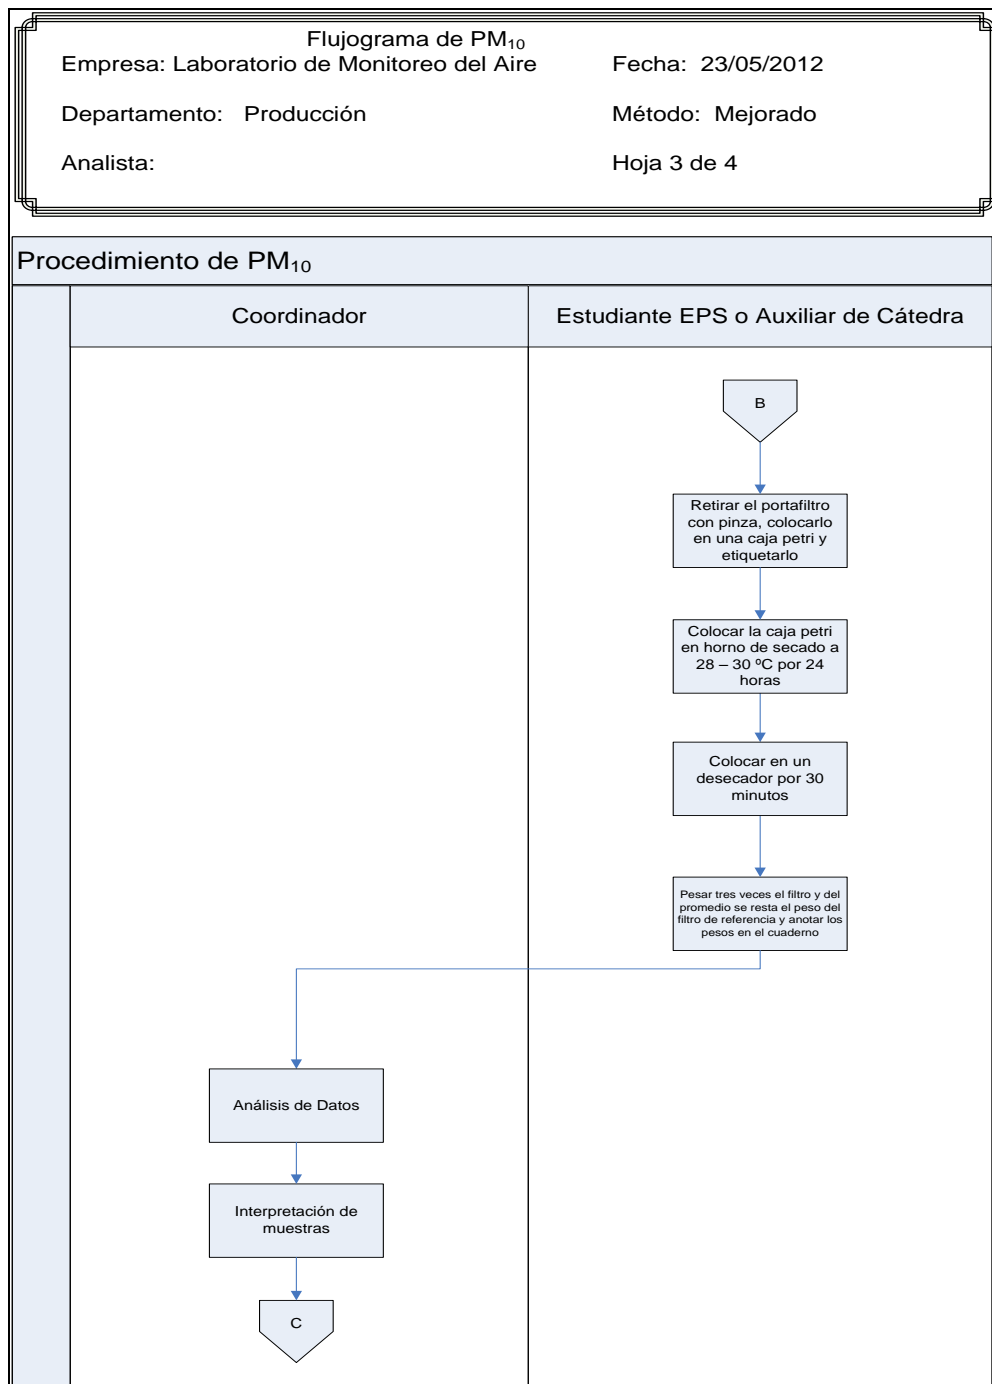 Flujograma de PM₁₀
Empresa: Laboratorio de Monitoreo del Aire
Fecha: 23/05/2012
Departamento: Producción
Método: Mejorado
Analista:
Hoja 3 de 4
Procedimiento de PM₁₀
Coordinador
Estudiante EPS o Auxiliar de Cátedra
B
Retirar el portafiltro
con pinza, colocarlo
en una caja petri y
etiquetarlo
Colocar la caja petri
en horno de secado a
28 – 30 ºC por 24
horas
Colocar en un
desecador por 30
minutos
Pesar tres veces el filtro y del
promedio se resta el peso del
filtro de referencia y anotar los
pesos en el cuaderno
Análisis de Datos
Interpretación de
muestras
C